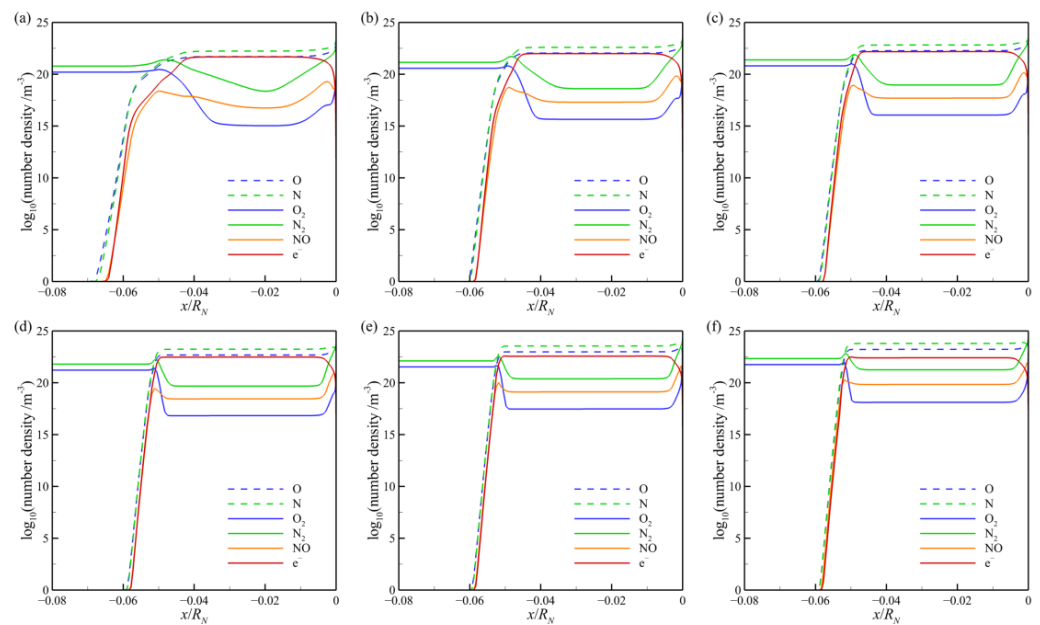 (a)
log₁₀(number density /m⁻³)
25
20
15
10
5
0
O
N
O₂
N₂
NO
e⁻
−0.08
−0.06
−0.04
−0.02
0
x/R_N
(b)
log₁₀(number density /m⁻³)
25
20
15
10
5
0
O
N
O₂
N₂
NO
e⁻
−0.08
−0.06
−0.04
−0.02
0
x/R_N
(c)
log₁₀(number density /m⁻³)
25
20
15
10
5
0
O
N
O₂
N₂
NO
e⁻
−0.08
−0.06
−0.04
−0.02
0
x/R_N
(d)
log₁₀(number density /m⁻³)
25
20
15
10
5
0
O
N
O₂
N₂
NO
e⁻
−0.08
−0.06
−0.04
−0.02
0
x/R_N
(e)
log₁₀(number density /m⁻³)
25
20
15
10
5
0
O
N
O₂
N₂
NO
e⁻
−0.08
−0.06
−0.04
−0.02
0
x/R_N
(f)
log₁₀(number density /m⁻³)
25
20
15
10
5
0
O
N
O₂
N₂
NO
e⁻
−0.08
−0.06
−0.04
−0.02
0
x/R_N